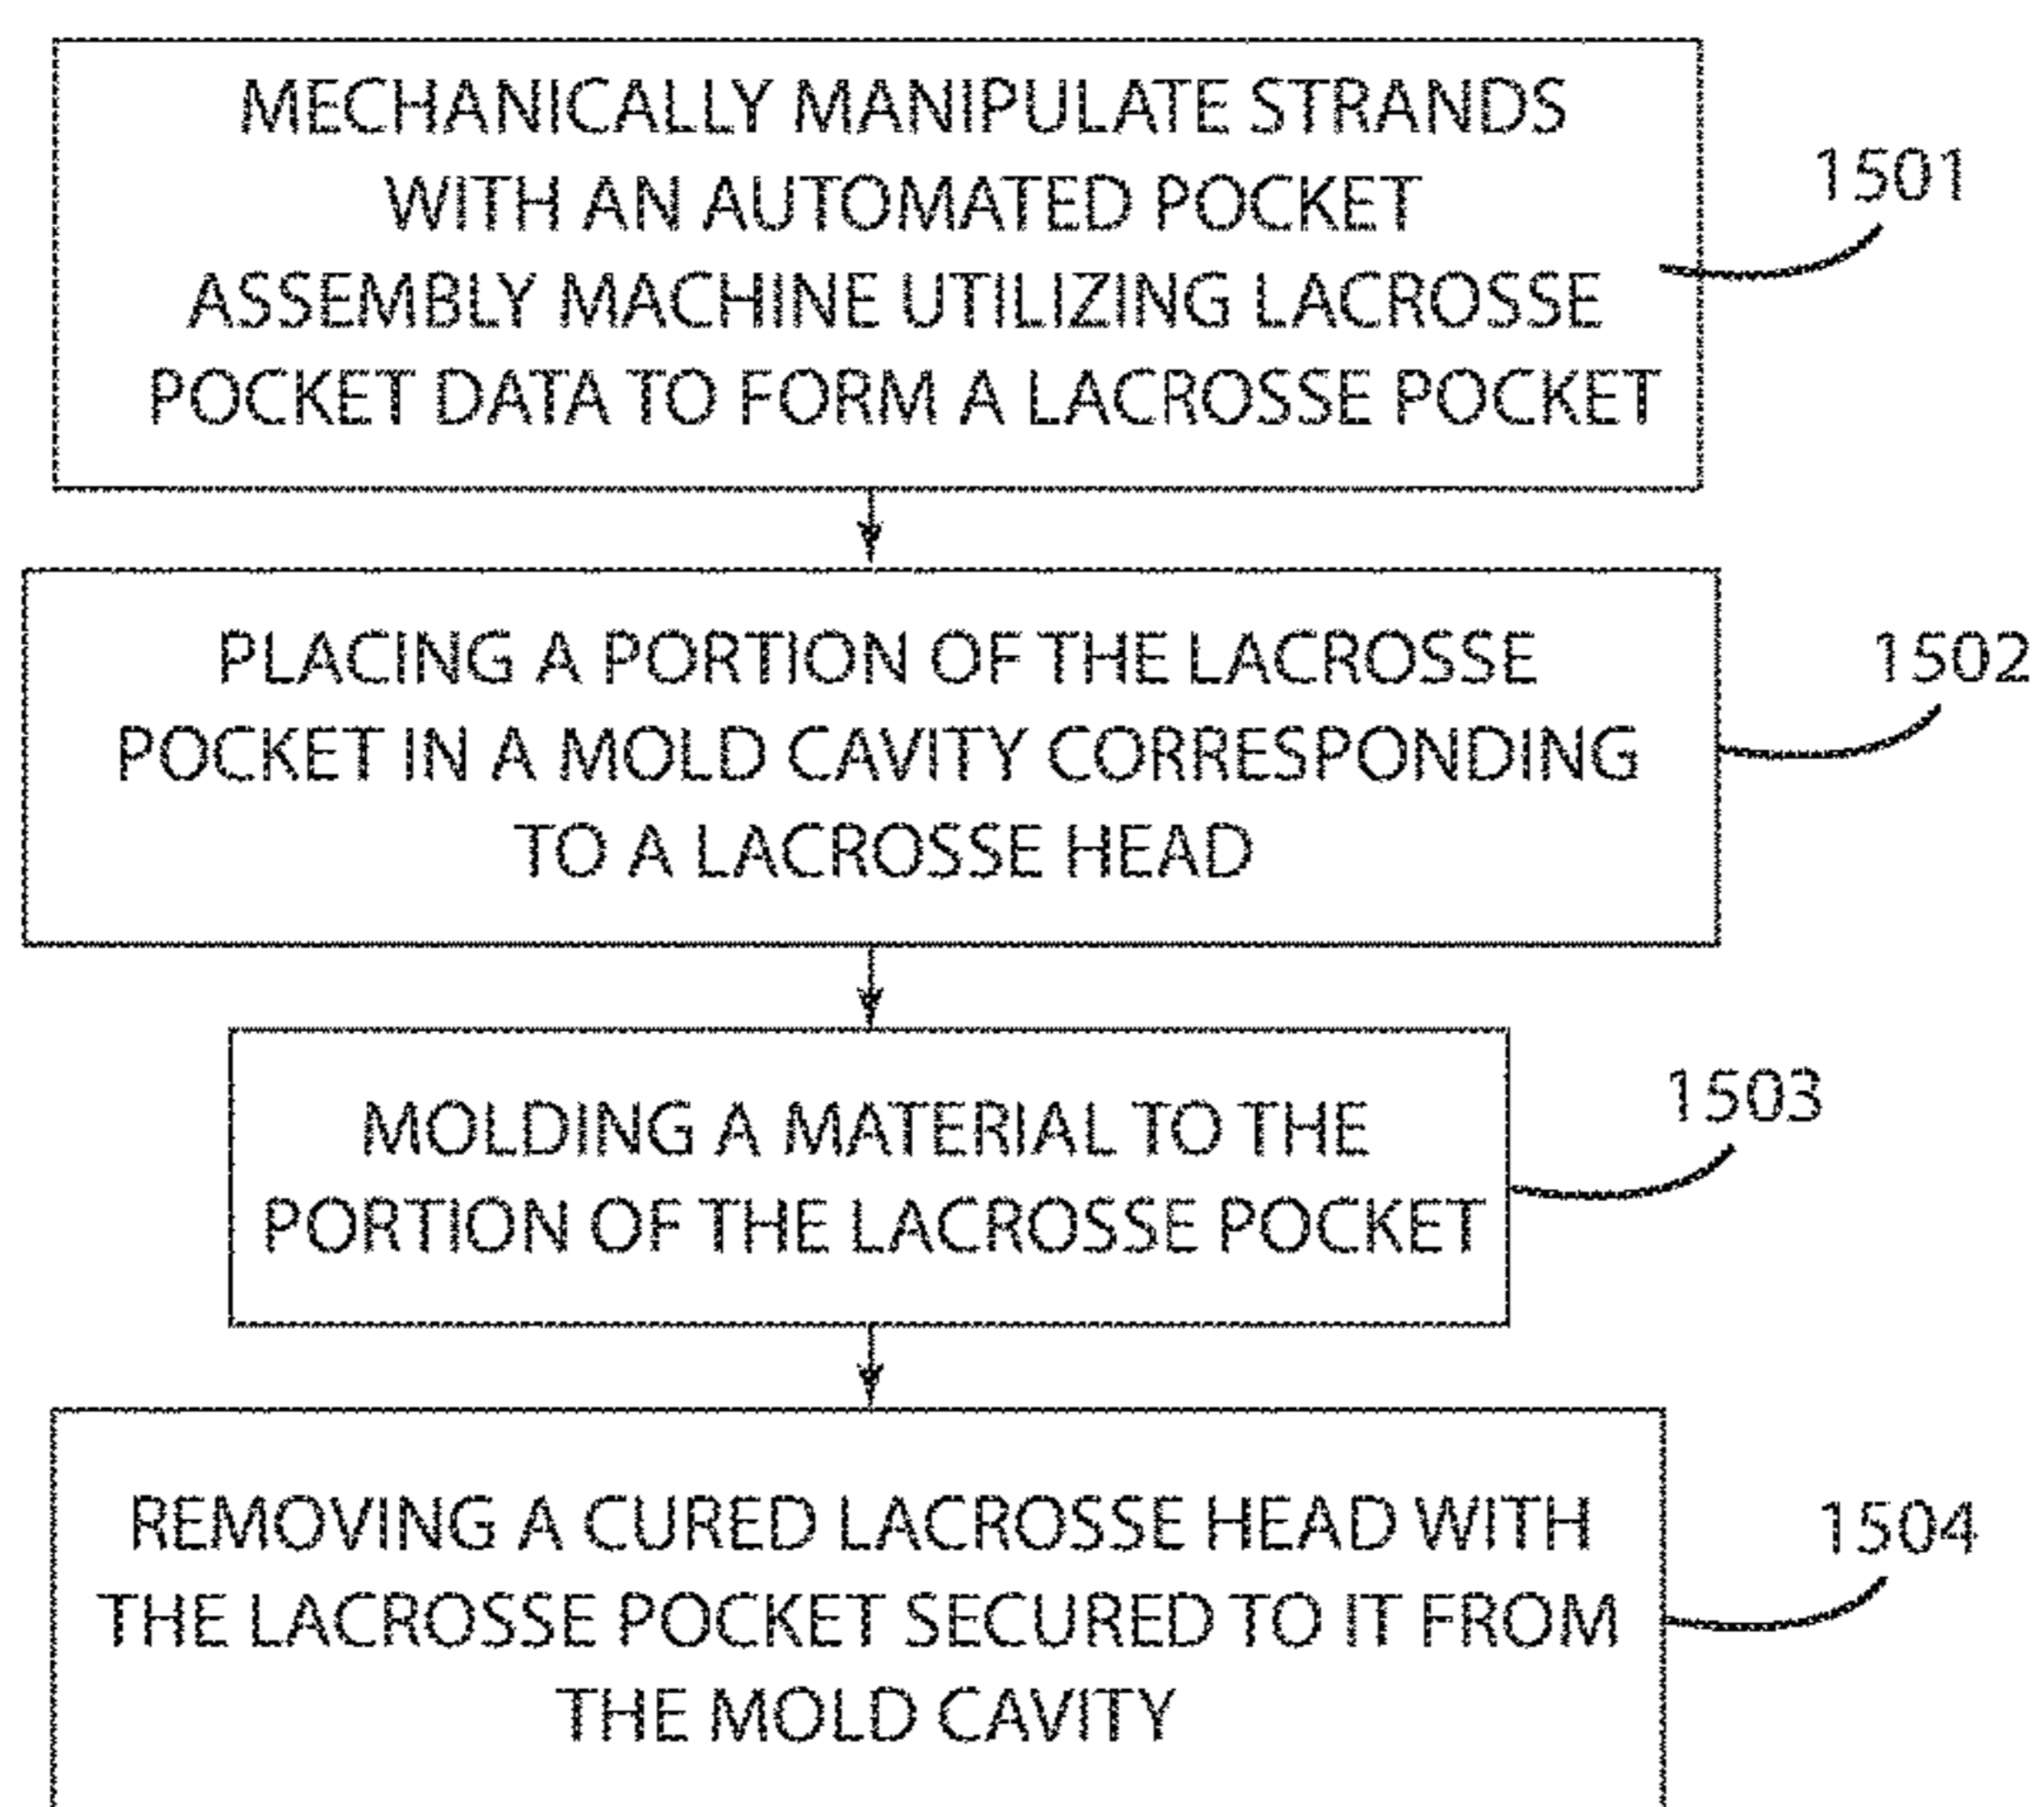 MECHANICALLY MANIPULATE STRANDS
WITH AN AUTOMATED POCKET
ASSEMBLY MACHINE UTILIZING LACROSSE
POCKET DATA TO FORM A LACROSSE POCKET
1501
PLACING A PORTION OF THE LACROSSE
POCKET IN A MOLD CAVITY CORRESPONDING
TO A LACROSSE HEAD
1502
MOLDING A MATERIAL TO THE
PORTION OF THE LACROSSE POCKET
1503
REMOVING A CURED LACROSSE HEAD WITH
THE LACROSSE POCKET SECURED TO IT FROM
THE MOLD CAVITY
1504